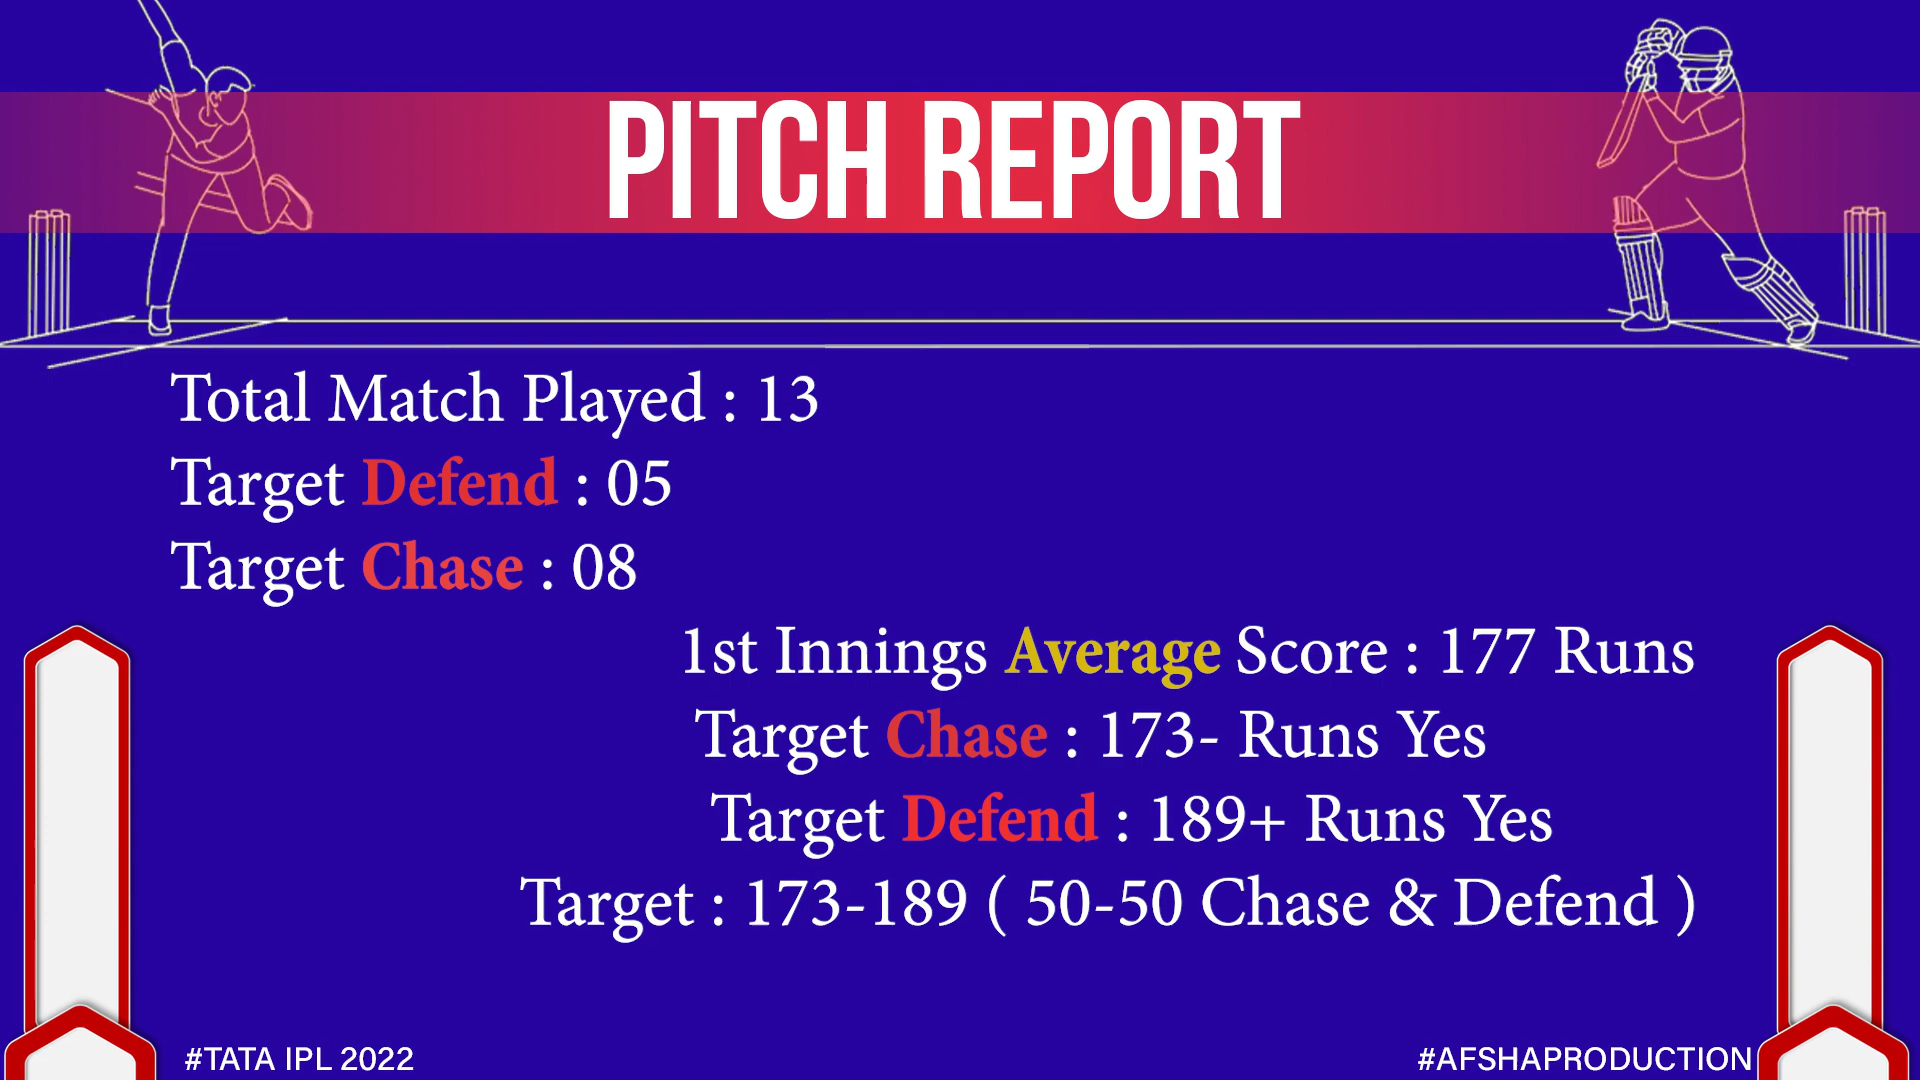 PITCH REPORT
Total Match Played : 13
Target Defend : 05
Target Chase : 08
1st Innings Average Score : 177 Runs
Target Chase : 173- Runs Yes
Target Defend : 189+ Runs Yes
Target : 173-189 ( 50-50 Chase & Defend )
#TATA IPL 2022
#AFSHAPRODUCTION